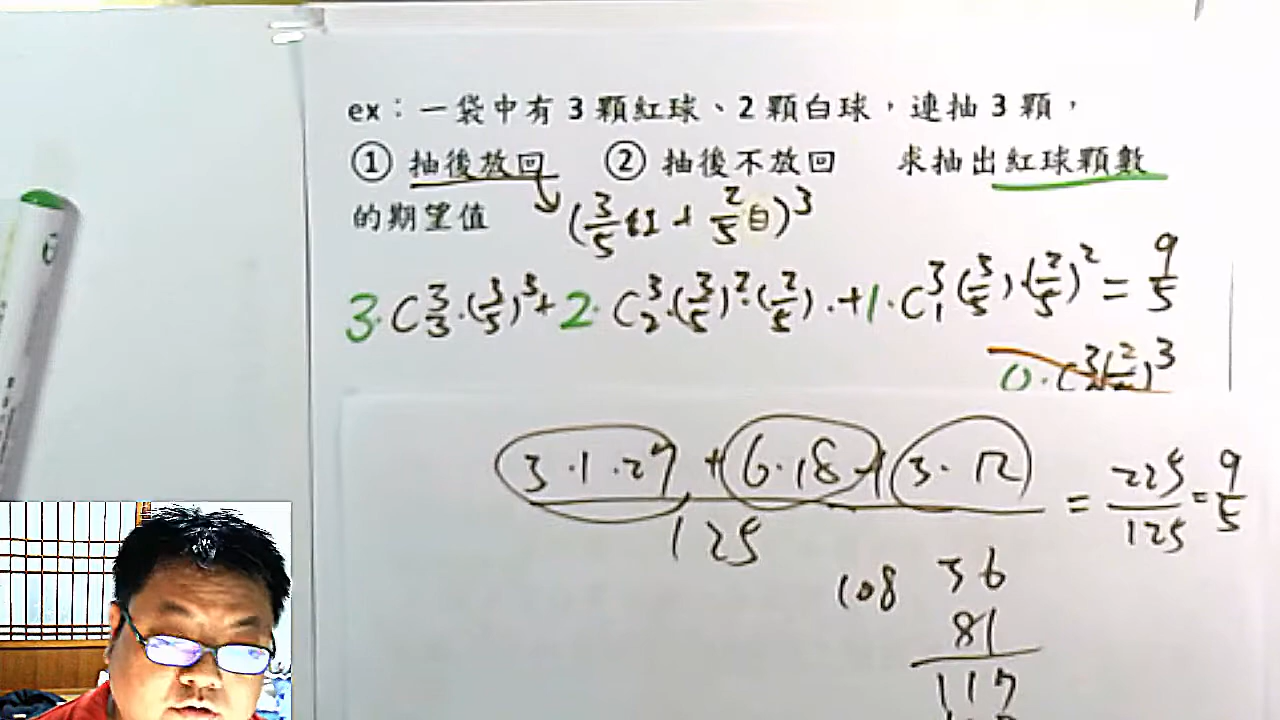 ex：一袋中有 3 顆紅球、2 顆白球，連抽 3 顆，
① 抽後放回 ② 抽後不放回 求抽出紅球顆數
的期望值 (3/5 紅 + 2/5 白)^3
3·C^3_3·(3/5)^3 + 2·C^3_2·(3/5)^2·(2/5)·+1·C^3_1(3/5)·(2/5)^2 = 9/5
0·C^3(2/5)^3
(3·1·27 + 6·18 + 3·12)/125 = 225/125 = 9/5
108 36
81
117